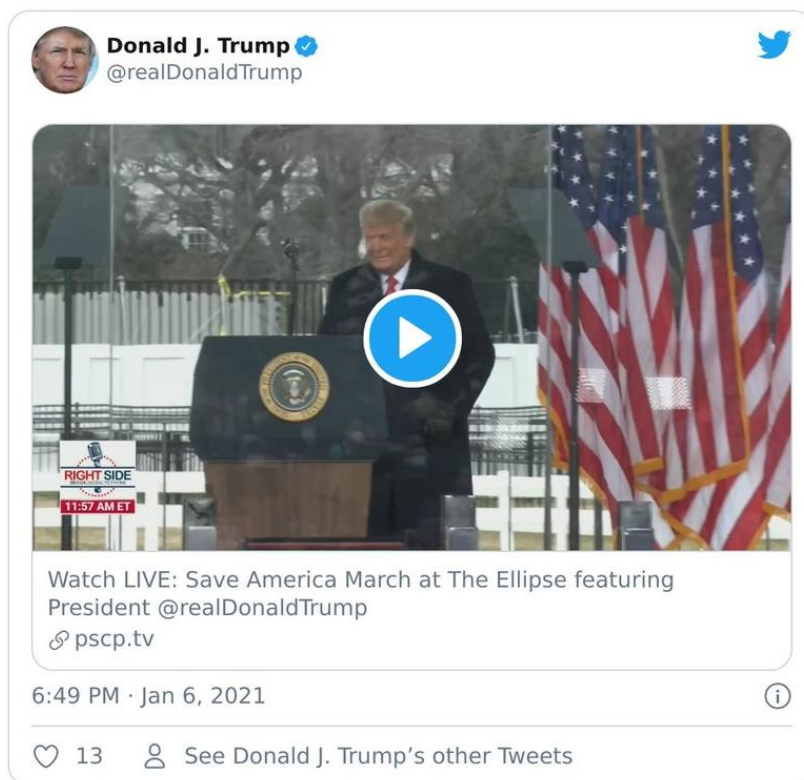 Donald J. Trump
@realDonaldTrump
RIGHT SIDE
11:57 AM ET
Watch LIVE: Save America March at The Ellipse featuring
President @realDonaldTrump
pscp.tv
6:49 PM · Jan 6, 2021
13
See Donald J. Trump’s other Tweets